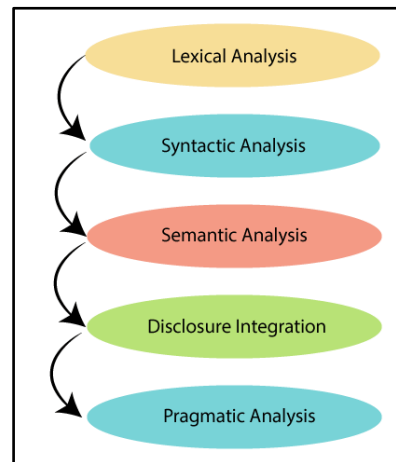 Lexical Analysis
Syntactic Analysis
Semantic Analysis
Disclosure Integration
Pragmatic Analysis